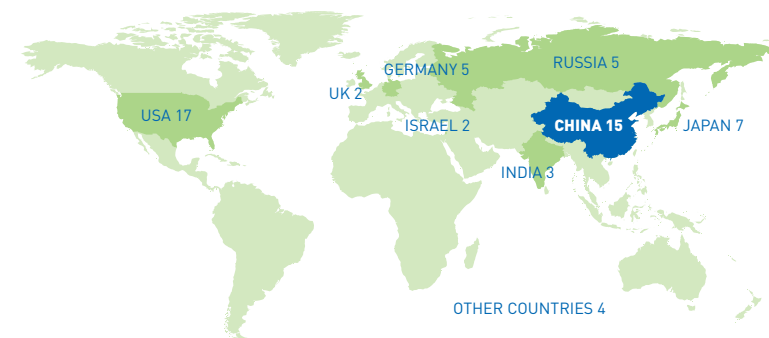 RUSSIA 5
GERMANY 5
UK 2
USA 17
ISRAEL 2
CHINA 15
JAPAN 7
INDIA 3
OTHER COUNTRIES 4